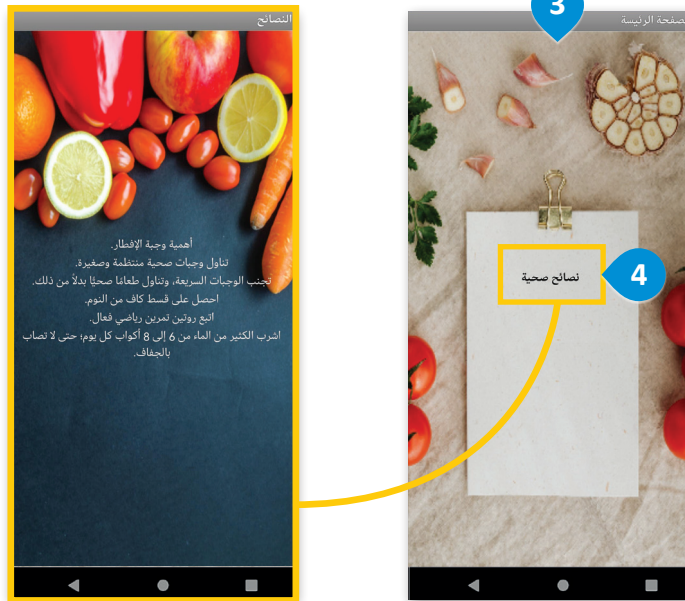 3
الصفحة الرئيسة
نصائح صحية
4
النصائح
أهمية وجبة الإفطار.
تناول وجبات صحية منتظمة وصغيرة.
تجنب الوجبات السريعة، وتناول طعامًا صحيًا بدلاً من ذلك.
احصل على قسط كاف من النوم.
اتبع روتين تمرين رياضي فعال.
اشرب الكثير من الماء من 6 إلى 8 أكواب كل يوم؛ حتى لا تصاب
بالجفاف.